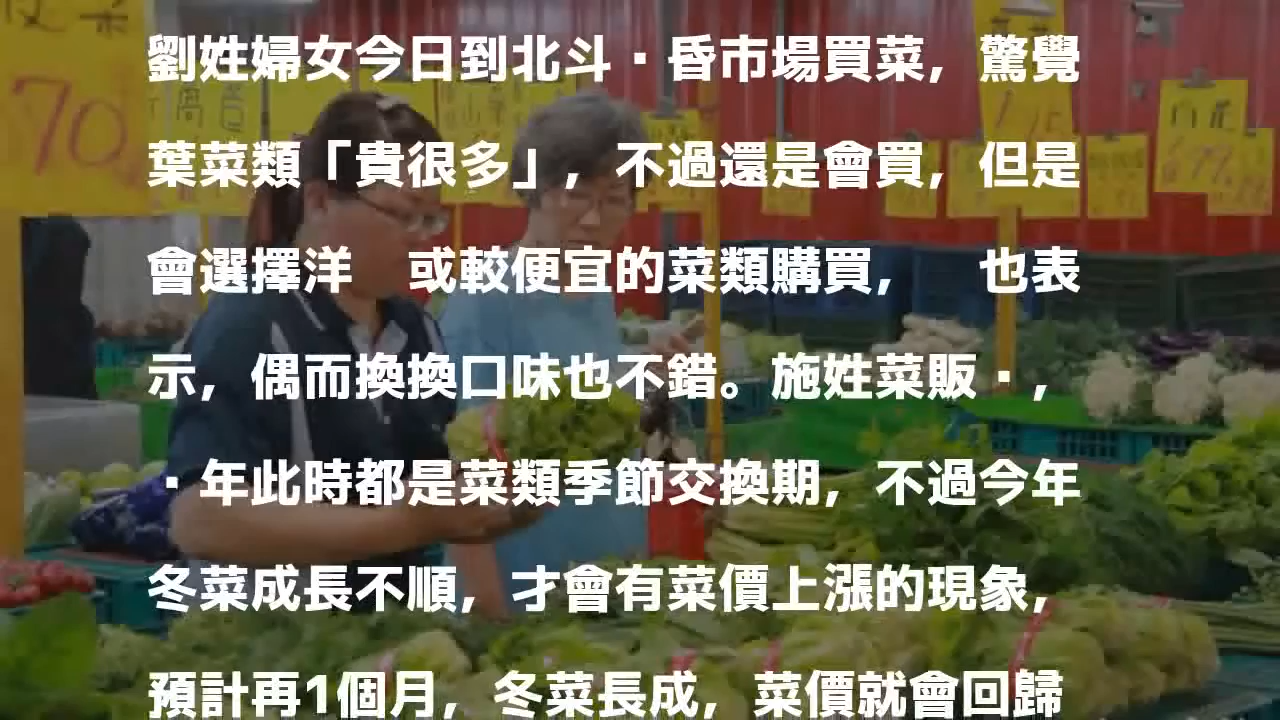 劉姓婦女今日到北斗▪昏市場買菜，驚覺
葉菜類「貴很多」，不過還是會買，但是
會選擇洋　或較便宜的菜類購買，　也表
示，偶而換換口味也不錯。施姓菜販▪，
▪年此時都是菜類季節交換期，不過今年
冬菜成長不順，才會有菜價上漲的現象，
預計再1個月，冬菜長成，菜價就會回歸
70